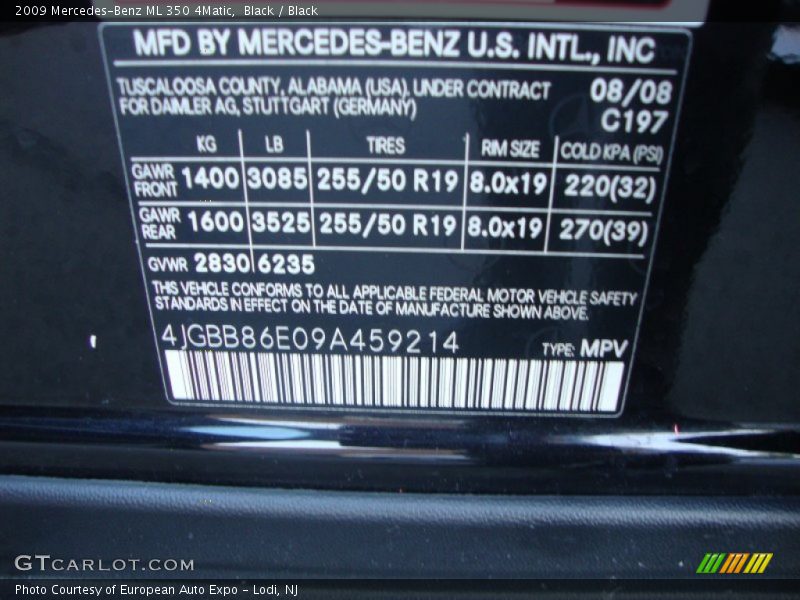 2009 Mercedes-Benz ML 350 4Matic, Black / Black
MFD BY MERCEDES-BENZ U.S. INTL., INC
TUSCALOOSA COUNTY, ALABAMA (USA). UNDER CONTRACT 08/08
FOR DAIMLER AG, STUTTGART (GERMANY) C197
KG LB TIRES RIM SIZE COLD KPA (PSI)
GAWR FRONT 1400 3085 255/50 R19 8.0x19 220(32)
GAWR REAR 1600 3525 255/50 R19 8.0x19 270(39)
GVWR 2830 6235
THIS VEHICLE CONFORMS TO ALL APPLICABLE FEDERAL MOTOR VEHICLE SAFETY
STANDARDS IN EFFECT ON THE DATE OF MANUFACTURE SHOWN ABOVE.
4JGBB86E09A459214 TYPE: MPV
GTCARLOT.COM
Photo Courtesy of European Auto Expo - Lodi, NJ